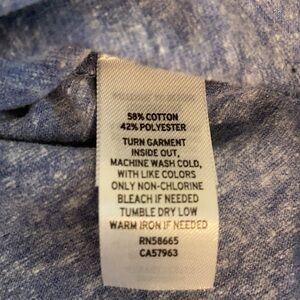 58% COTTON
42% POLYESTER
TURN GARMENT
INSIDE OUT,
MACHINE WASH COLD,
WITH LIKE COLORS
ONLY NON-CHLORINE
BLEACH IF NEEDED
TUMBLE DRY LOW
WARM IRON IF NEEDED
RN58665
CA57963